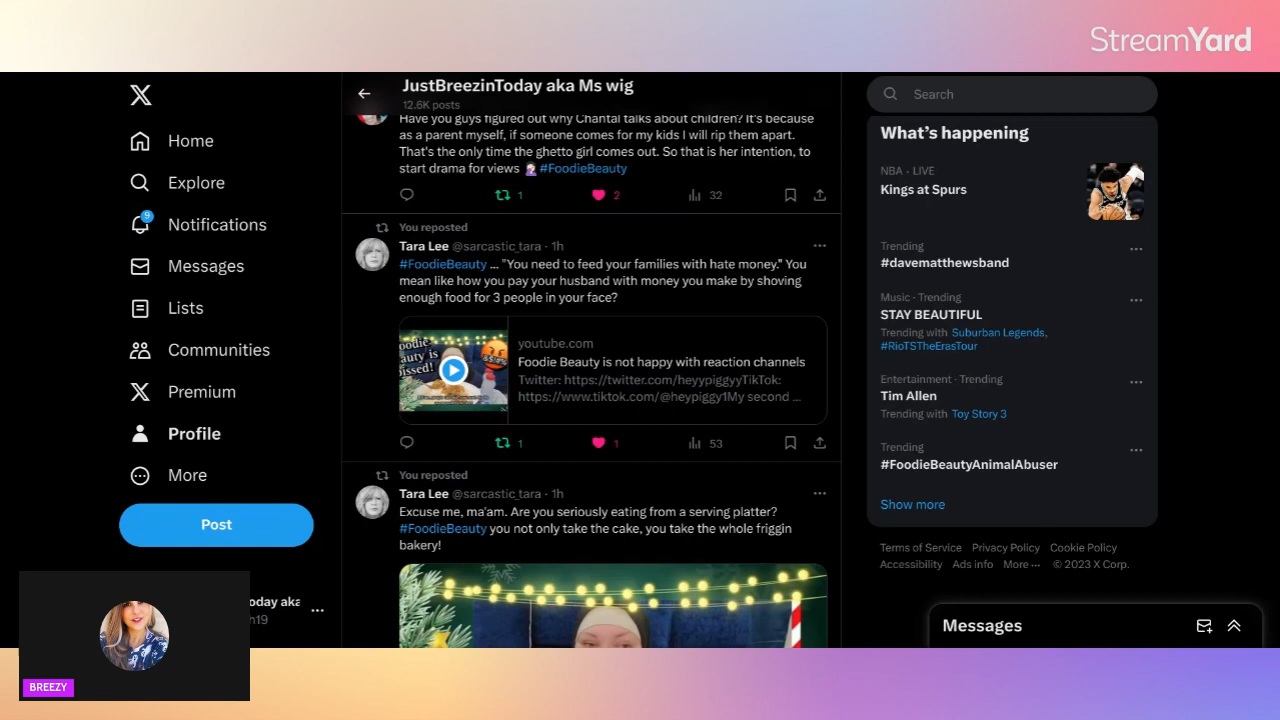 StreamYard
JustBreezinToday aka Ms wig
12.6K posts
Search
Home
Explore
9
Notifications
Messages
Lists
Communities
Premium
Profile
More
Post
oday aka
n19
BREEZY
Have you guys figured out why Chantal talks about children? It's because
as a parent myself, if someone comes for my kids I will rip them apart.
That's the only time the ghetto girl comes out. So that is her intention, to
start drama for views #FoodieBeauty
1 2 32
You reposted
Tara Lee @sarcastic_tara · 1h
#FoodieBeauty ... "You need to feed your families with hate money." You
mean like how you pay your husband with money you make by shoving
enough food for 3 people in your face?
oodie
auty is
issed!
youtube.com
Foodie Beauty is not happy with reaction channels
Twitter: https://twitter.com/heyypiggyyTikTok:
https://www.tiktok.com/@heypiggy1My second ...
1 1 53
You reposted
Tara Lee @sarcastic_tara · 1h
Excuse me, ma'am. Are you seriously eating from a serving platter?
#FoodieBeauty you not only take the cake, you take the whole friggin
bakery!
What's happening
NBA · LIVE
Kings at Spurs
Trending
#davematthewsband
Music · Trending
STAY BEAUTIFUL
Trending with Suburban Legends,
#RioTSTheErasTour
Entertainment · Trending
Tim Allen
Trending with Toy Story 3
Trending
#FoodieBeautyAnimalAbuser
Show more
Terms of Service Privacy Policy Cookie Policy
Accessibility Ads info More ··· © 2023 X Corp.
Messages